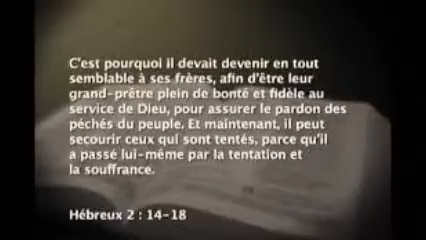 C'est pourquoi il devait devenir en tout
semblable à ses frères, afin d'être leur
grand-prêtre plein de bonté et fidèle au
service de Dieu, pour assurer le pardon des
péchés du peuple. Et maintenant, il peut
secourir ceux qui sont tentés, parce qu'il
a passé lui-même par la tentation et
la souffrance.
Hébreux 2 : 14-18